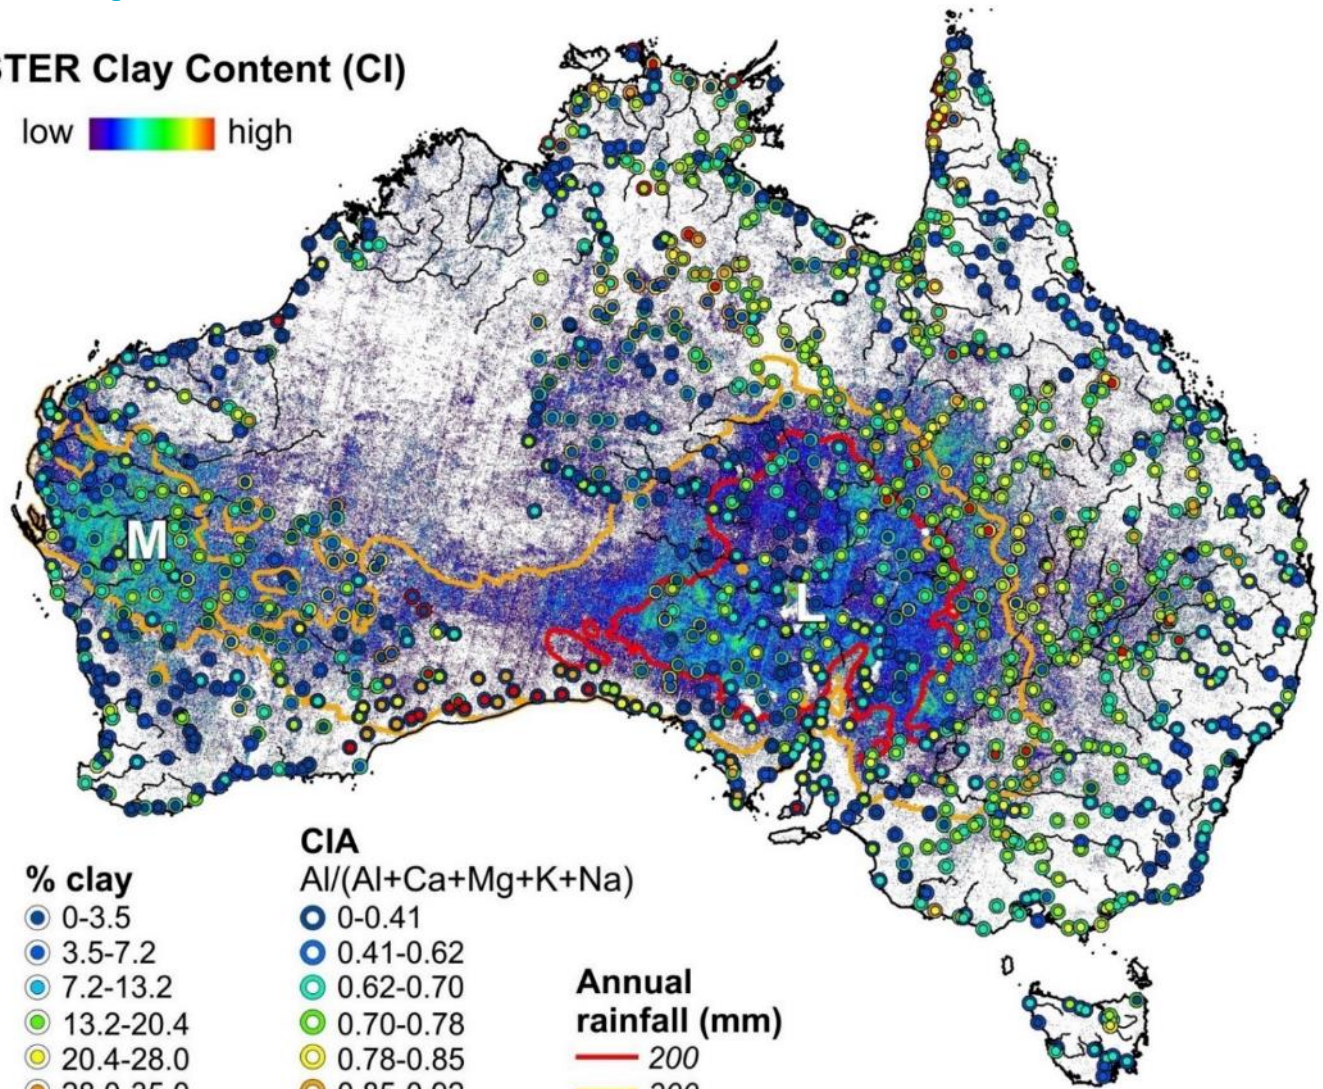 STER Clay Content (CI)
low high
M
L
% clay
0-3.5
3.5-7.2
7.2-13.2
13.2-20.4
20.4-28.0
CIA
Al/(Al+Ca+Mg+K+Na)
0-0.41
0.41-0.62
0.62-0.70
0.70-0.78
0.78-0.85
Annual
rainfall (mm)
200